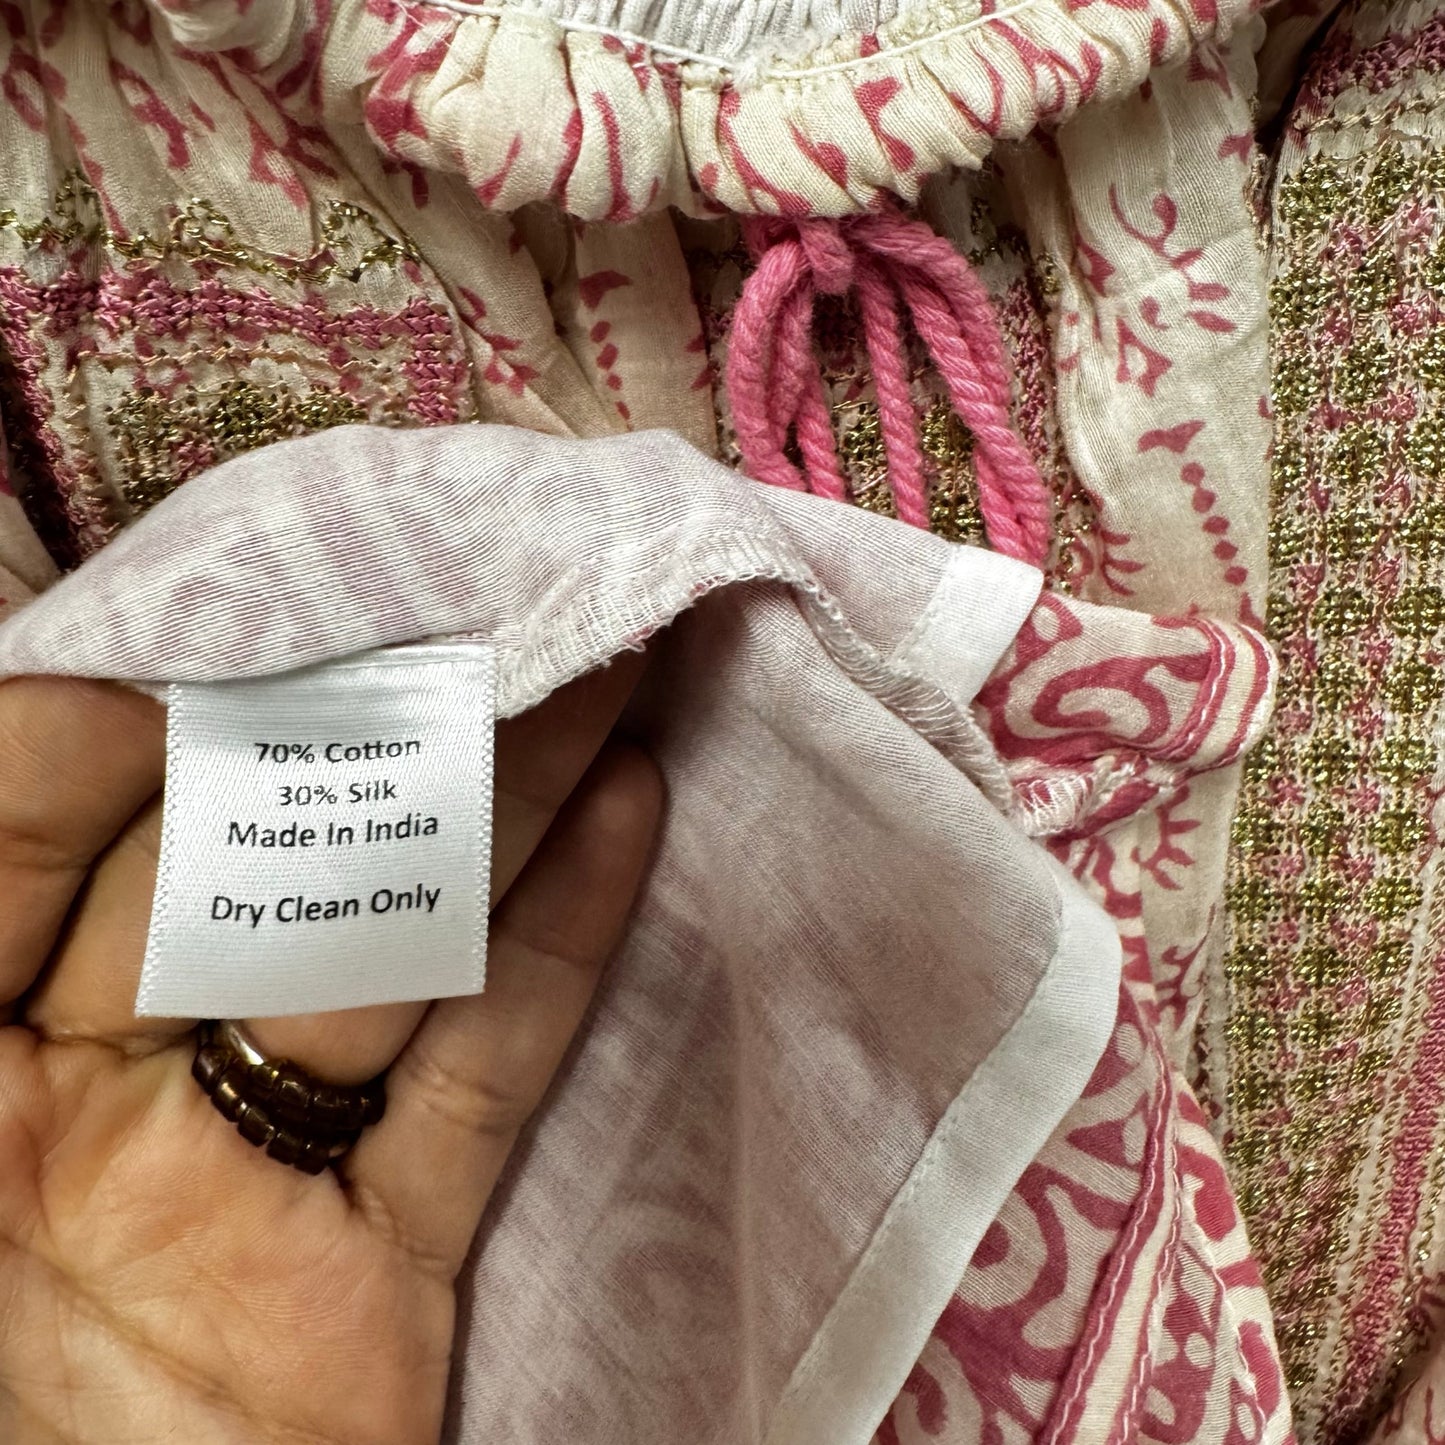 70% Cotton
30% Silk
Made In India
Dry Clean Only